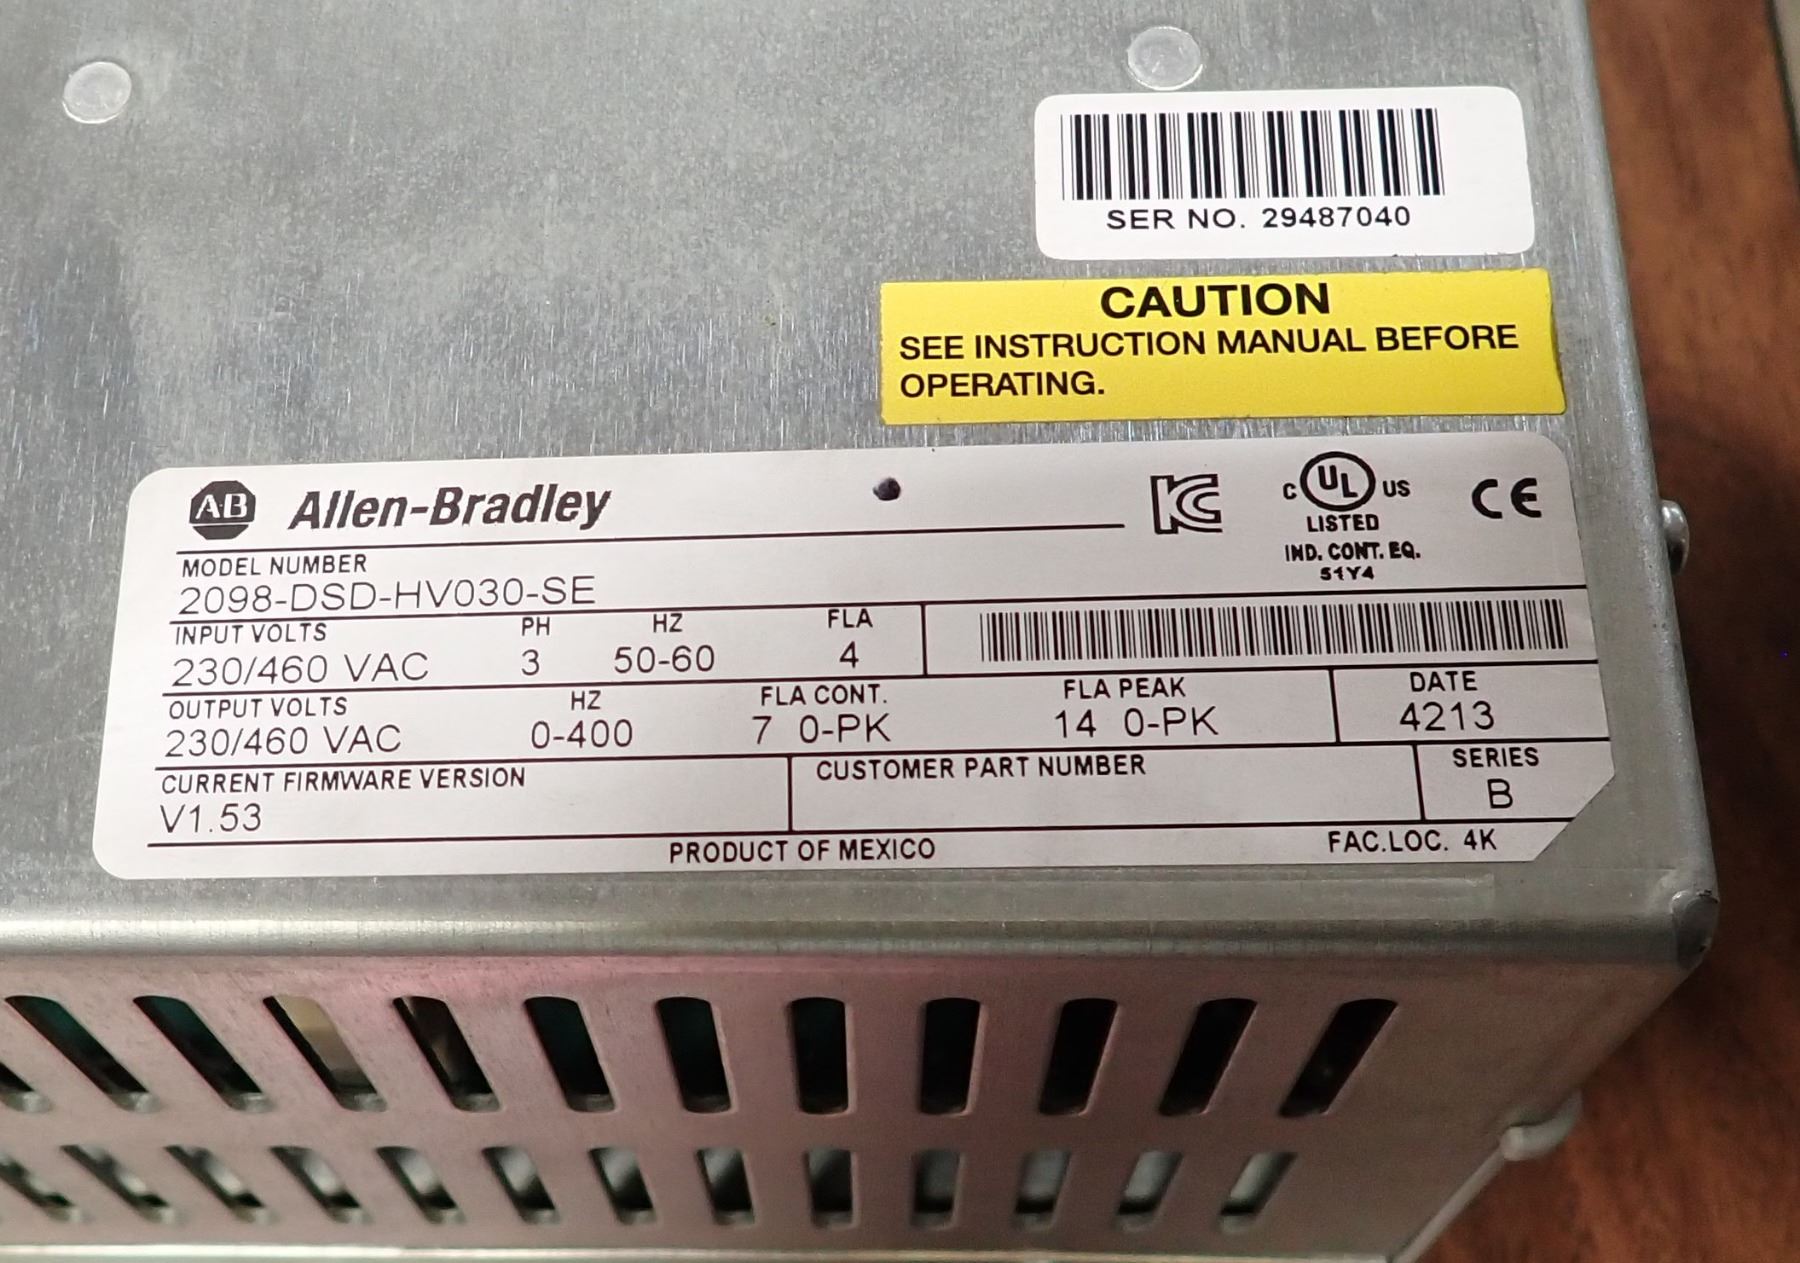 SER NO. 29487040
CAUTION
SEE INSTRUCTION MANUAL BEFORE
OPERATING.
AB Allen-Bradley
KC
C UL US
LISTED
IND. CONT. EQ.
51Y4
CE
MODEL NUMBER
2098-DSD-HV030-SE
INPUT VOLTS PH HZ FLA
230/460 VAC 3 50-60 4
OUTPUT VOLTS HZ FLA CONT. FLA PEAK DATE
230/460 VAC 0-400 7 0-PK 14 0-PK 4213
CURRENT FIRMWARE VERSION CUSTOMER PART NUMBER SERIES
V1.53 B
PRODUCT OF MEXICO FAC.LOC. 4K